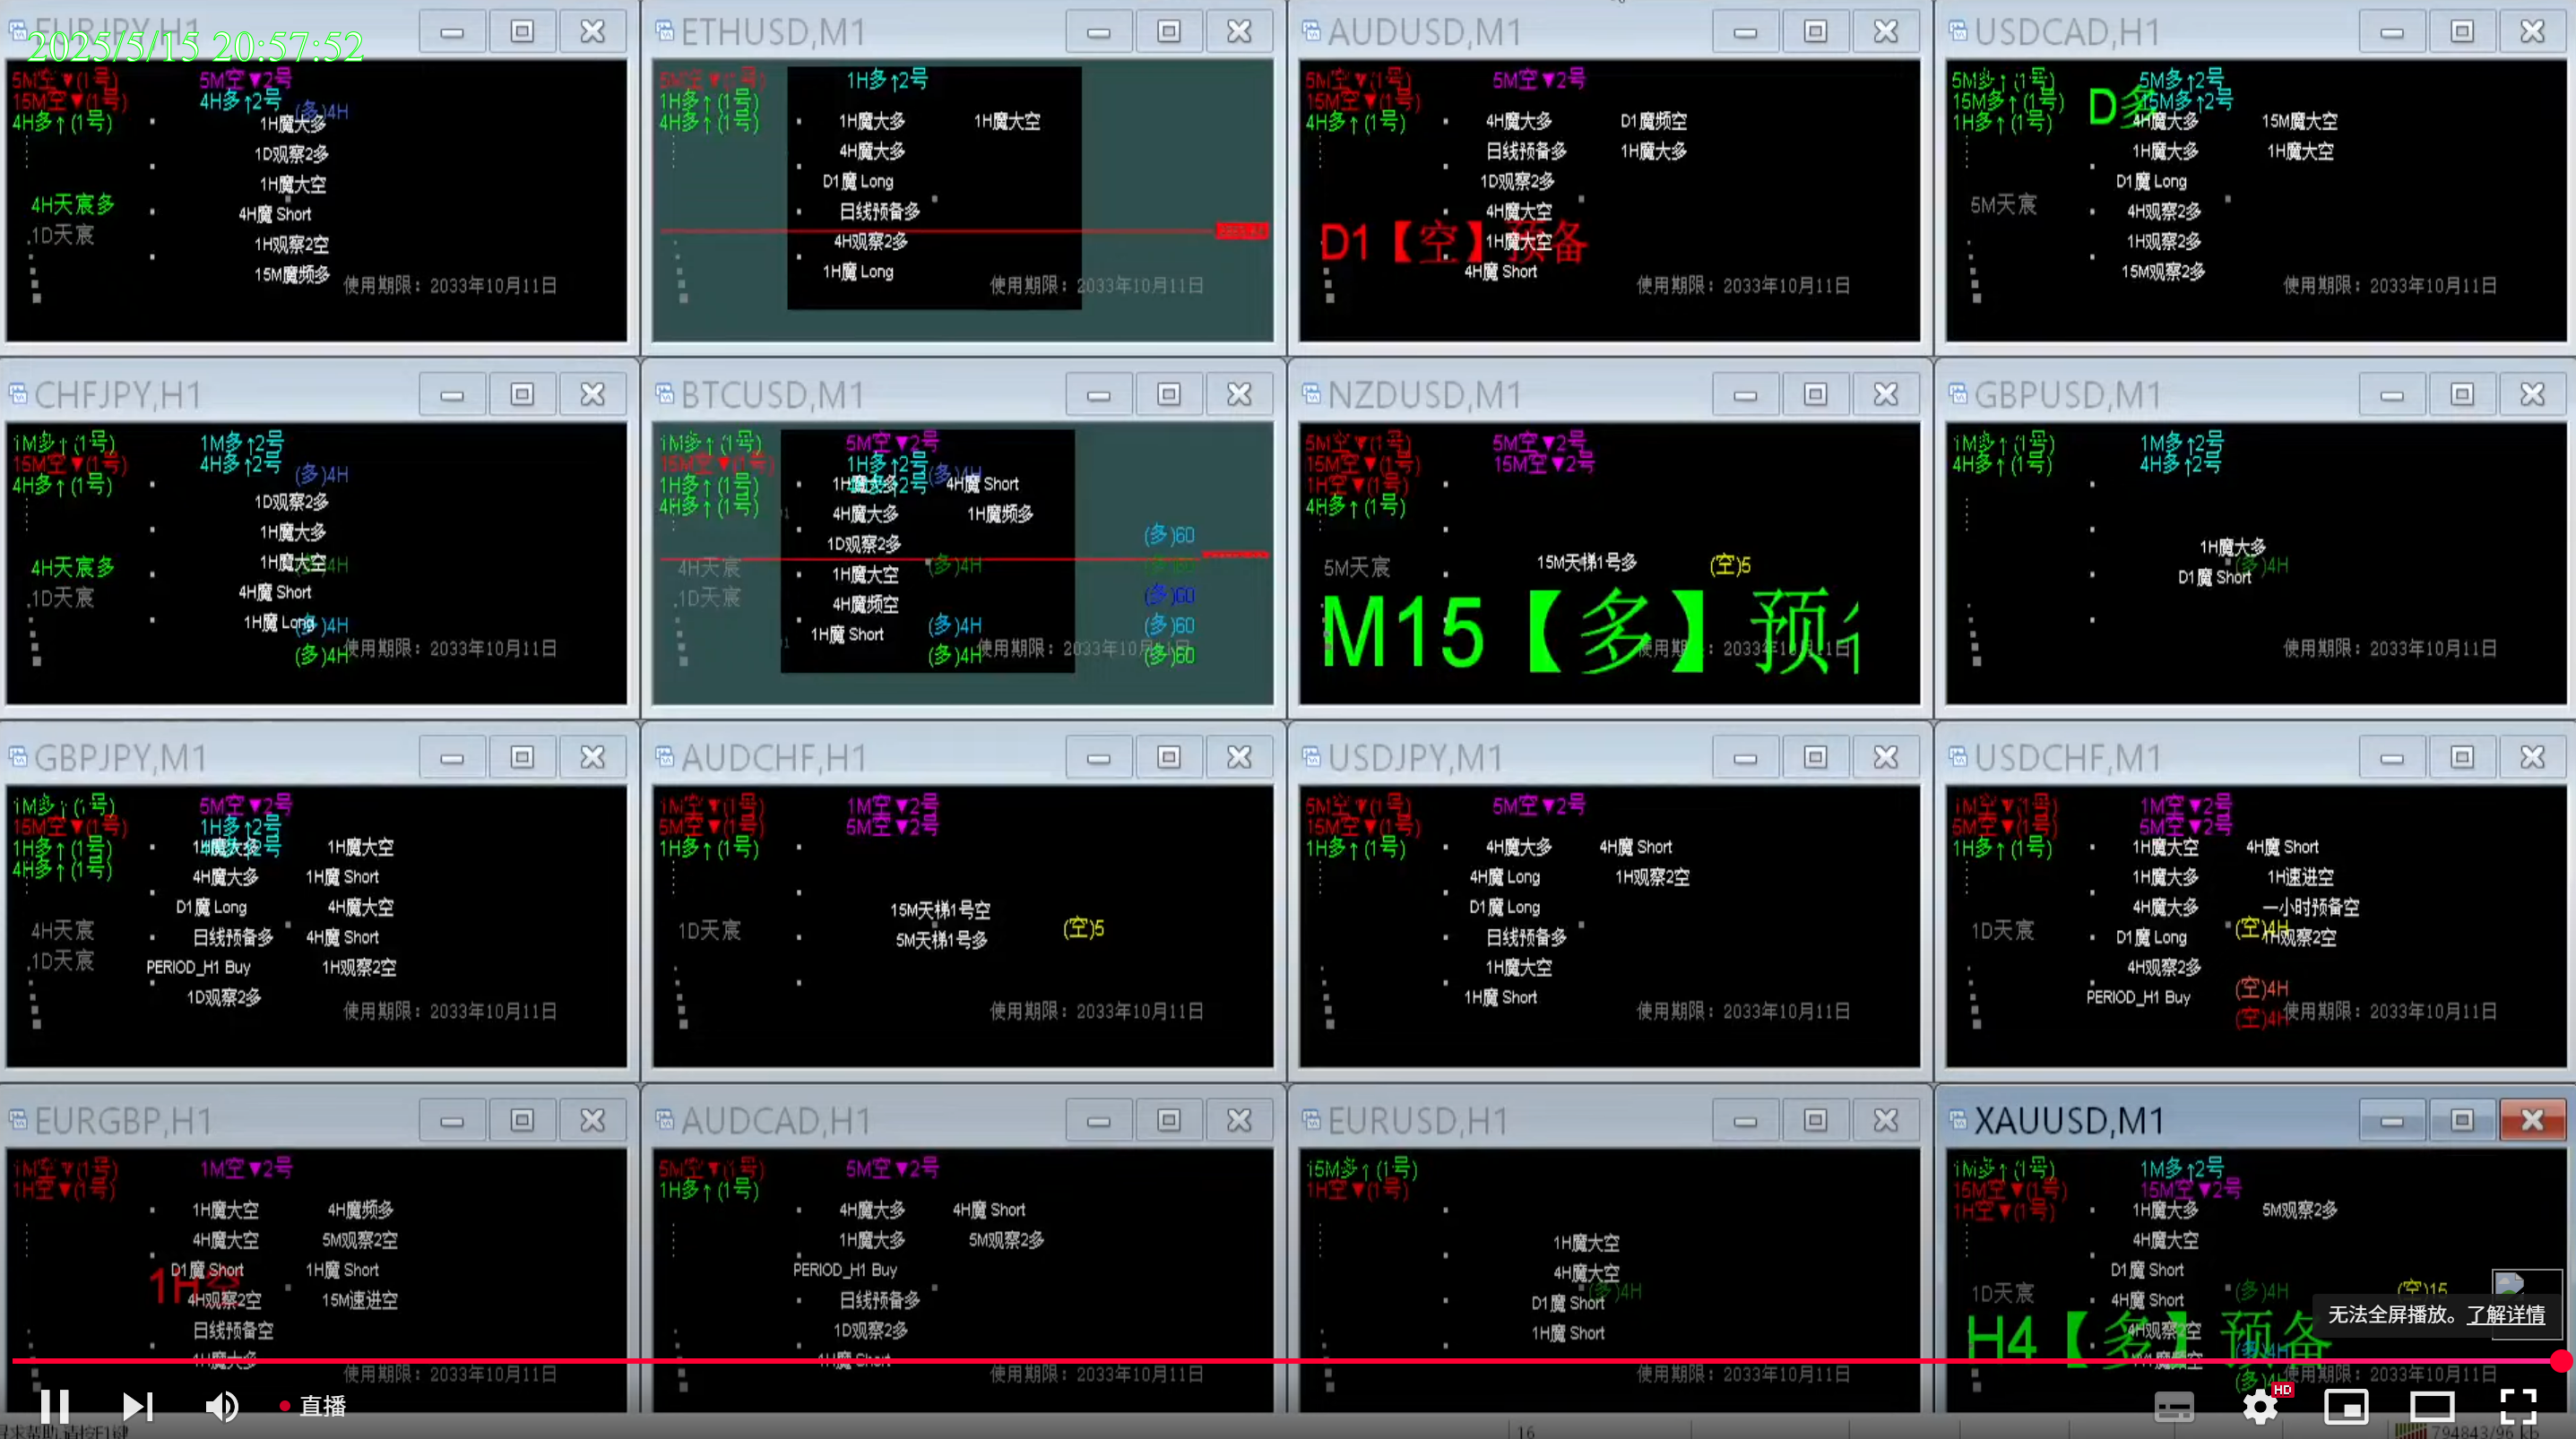 EURJPY,H1
2025/5/15 20:57:52
5M空▼(1号)
5M空▼2号
15M空▼(1号)
4H多↑2号
(多)4H
4H多↑(1号)
1H魔大多
1D观察2多
1H魔大空
4H天宸多
4H魔 Short
1D天宸
1H观察2空
15M魔频多
使用期限：2033年10月11日
ETHUSD,M1
5M空▼(1号)
1H多↑2号
1H多↑(1号)
4H多↑(1号)
1H魔大多
1H魔大空
4H魔大多
D1魔 Long
日线预备多
4H观察2多
1H魔 Long
使用期限：2033年10月11日
AUDUSD,M1
5M空▼(1号)
5M空▼2号
15M空▼(1号)
4H多↑(1号)
4H魔大多
D1魔频空
日线预备多
1H魔大多
1D观察2多
4H魔大空
D1【空】预备
1H魔大空
4H魔 Short
使用期限：2033年10月11日
USDCAD,H1
5M多↑(1号)
5M多↑2号
15M多↑(1号)
15M多↑2号
D多
1H多↑(1号)
4H魔大多
15M魔大空
1H魔大多
1H魔大空
D1魔 Long
5M天宸
4H观察2多
1H观察2多
15M观察2多
使用期限：2033年10月11日
CHFJPY,H1
1M多↑(1号)
1M多↑2号
15M空▼(1号)
4H多↑2号
(多)4H
4H多↑(1号)
1D观察2多
1H魔大多
1H魔大空
4H
4H天宸多
4H魔 Short
1D天宸
1H魔 Long
(多)4H
(多)4H
使用期限：2033年10月11日
BTCUSD,M1
1M多↑(1号)
5M空▼2号
15M空▼(1号)
1H多↑2号
(多)4H
1H多↑(1号)
1H魔大多
4H魔 Short
4H多↑(1号)
4H魔大多
1H魔频多
(多)60
1D观察2多
4H天宸
(多)4H
1H魔大空
1D天宸
(多)60
4H魔频空
(多)4H
(多)60
1H魔 Short
(多)4H
(多)60
使用期限：2033年10月11日
NZDUSD,M1
5M空▼(1号)
5M空▼2号
15M空▼(1号)
15M空▼2号
1H空▼(1号)
4H多↑(1号)
5M天宸
15M天梯1号多
(空)5
M15【多】预
使用期限：2033年10月11日
GBPUSD,M1
1M多↑(1号)
1M多↑2号
4H多↑(1号)
4H多↑2号
1H魔大多
(多)4H
D1魔 Short
使用期限：2033年10月11日
GBPJPY,M1
1M多↑(1号)
5M空▼2号
15M空▼(1号)
1H多↑2号
1H多↑(1号)
1H魔大多
1H魔大空
4H多↑(1号)
4H魔大多
1H魔 Short
D1魔 Long
4H魔大空
4H天宸
日线预备多
4H魔 Short
1D天宸
PERIOD_H1 Buy
1H观察2空
1D观察2多
使用期限：2033年10月11日
AUDCHF,H1
1M空▼(1号)
1M空▼2号
5M空▼(1号)
5M空▼2号
1H多↑(1号)
15M天梯1号空
1D天宸
(空)5
5M天梯1号多
使用期限：2033年10月11日
USDJPY,M1
5M空▼(1号)
5M空▼2号
15M空▼(1号)
1H多↑(1号)
4H魔大多
4H魔 Short
4H魔 Long
1H观察2空
D1魔 Long
日线预备多
1H魔大空
1H魔 Short
使用期限：2033年10月11日
USDCHF,M1
1M空▼(1号)
1M空▼2号
5M空▼(1号)
5M空▼2号
1H多↑(1号)
1H魔大空
4H魔 Short
1H魔大多
1H速进空
4H魔大多
一小时预备空
1D天宸
D1魔 Long
(空)4H
1H观察2空
4H观察2多
(空)4H
PERIOD_H1 Buy
(空)4H
使用期限：2033年10月11日
EURGBP,H1
1M空▼(1号)
1M空▼2号
1H空▼(1号)
1H魔大空
4H魔频多
4H魔大空
5M观察2空
D1魔 Short
1H魔 Short
1H空
4H观察2空
15M速进空
日线预备空
1H魔大多
使用期限：2033年10月11日
AUDCAD,H1
5M空▼(1号)
5M空▼2号
1H多↑(1号)
4H魔大多
4H魔 Short
1H魔大多
5M观察2多
PERIOD_H1 Buy
日线预备多
1D观察2多
1H魔 Short
使用期限：2033年10月11日
EURUSD,H1
15M多↑(1号)
1H空▼(1号)
1H魔大空
4H魔大空
(多)4H
D1魔 Short
1H魔 Short
使用期限：2033年10月11日
XAUUSD,M1
1M多↑(1号)
1M多↑2号
15M空▼(1号)
15M空▼2号
1H空▼(1号)
1H魔大多
5M观察2多
4H魔大空
D1魔 Short
1D天宸
(多)4H
(空)15
4H魔 Short
无法全屏播放。了解详情
H4【多】预备
4H观察2空
(多)4H
使用期限：2033年10月11日
直播
HD
16
794843/96 kb